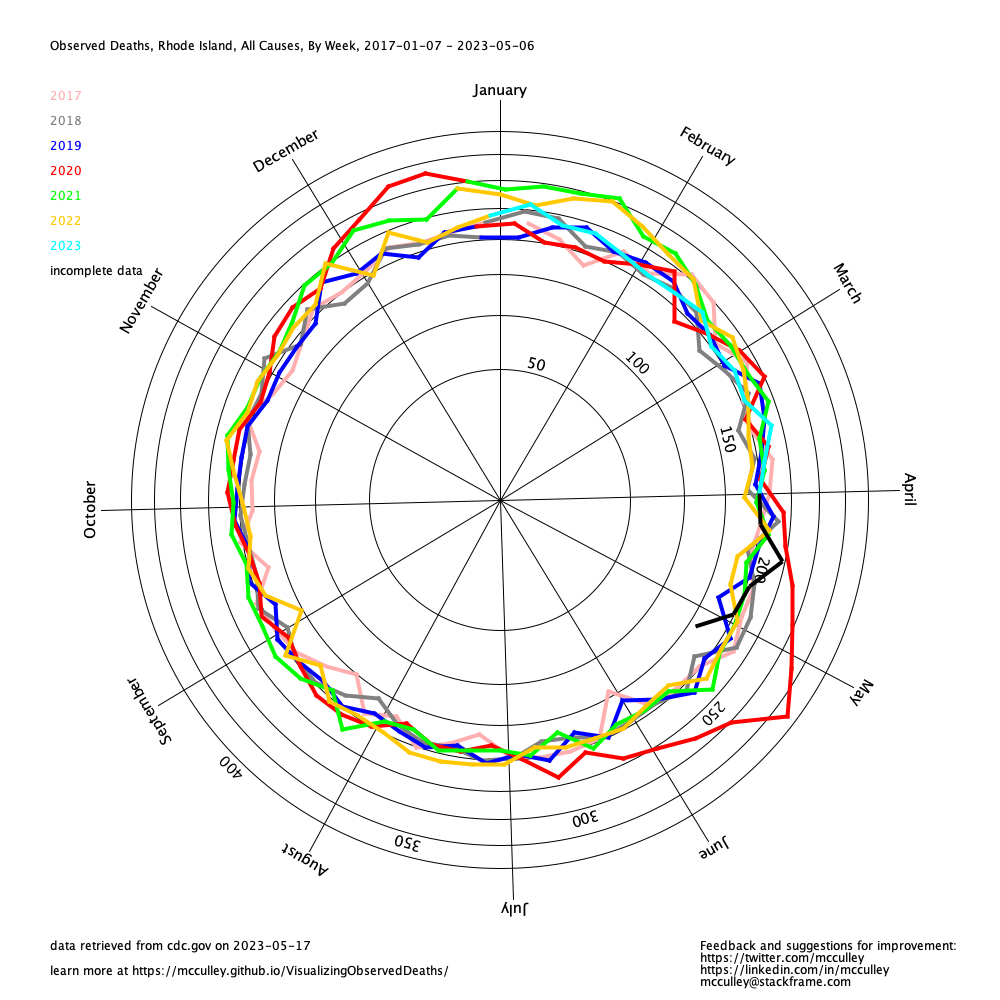 Observed Deaths, Rhode Island, All Causes, By Week, 2017-01-07 - 2023-05-06
2017
2018
2019
2020
2021
2022
2023
incomplete data
January
February
March
April
May
June
July
August
September
October
November
December
50
100
150
200
250
300
350
400
data retrieved from cdc.gov on 2023-05-17
learn more at https://mcculley.github.io/VisualizingObservedDeaths/
Feedback and suggestions for improvement:
https://twitter.com/mcculley
https://linkedin.com/in/mcculley
mcculley@stackframe.com